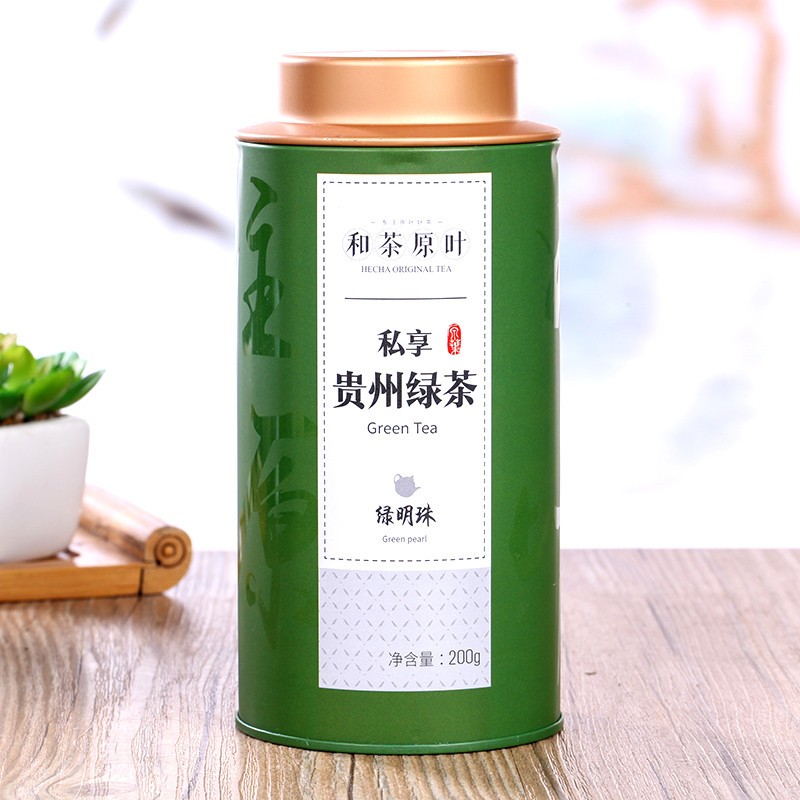 和茶原叶
HECHA ORIGINAL TEA
私享
贵州绿茶
Green Tea
绿明珠
Green pearl
净含量：200g